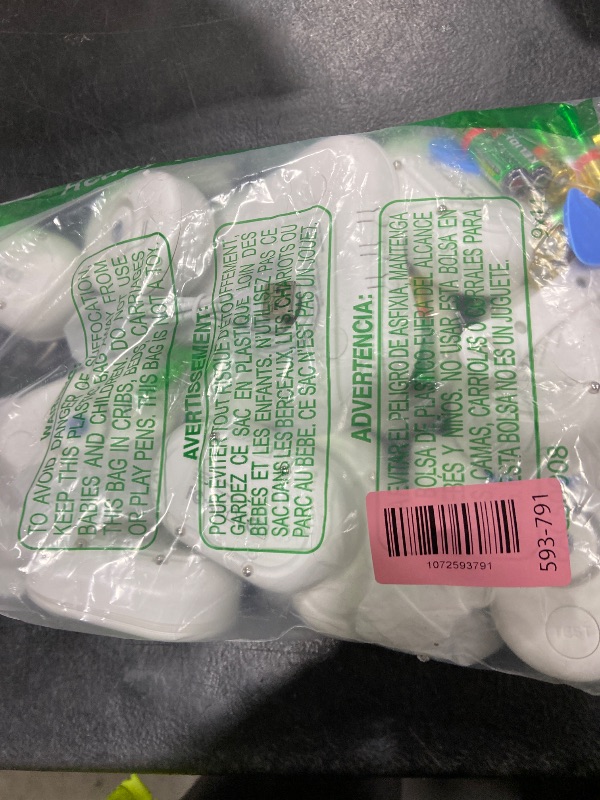 TO AVOID DANGER OF SUFFOCATION,
KEEP THIS PLASTIC BAG AWAY FROM
BABIES AND CHILDREN. DO NOT USE
THIS BAG IN CRIBS, BEDS, CARRIAGES
OR PLAY PENS. THIS BAG IS NOT A TOY.
AVERTISSEMENT:
POUR ÉVITER TOUT RISQUE D'ÉTOUFFEMENT,
GARDEZ CE SAC EN PLASTIQUE LOIN DES
BÉBÉS ET LES ENFANTS. N'UTILISEZ PAS CE
SAC DANS LES BERCEAUX, LITS, CHARIOTS OU
PARC AU BÉBÉ. CE SAC N'EST PAS UN JOUET.
ADVERTENCIA:
EVITAR EL PELIGRO DE ASFIXIA, MANTENGA
BOLSA DE PLÁSTICO FUERA DEL ALCANCE
BÉS Y NIÑOS. NO USAR ESTA BOLSA EN
CAMAS, CARRIOLAS O CORRALES PARA
ESTA BOLSA NO ES UN JUGUETE.
1072593791
593-791
TEST